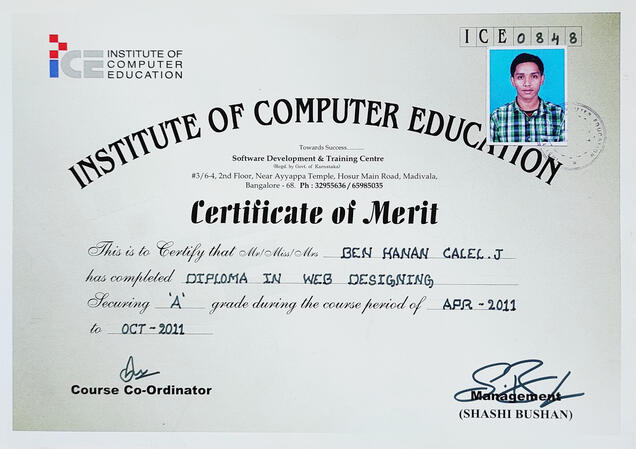 ICE INSTITUTE OF
COMPUTER
EDUCATION
ICE 0848
INSTITUTE OF COMPUTER EDUCATION
Towards Success.........
Software Development & Training Centre
(Regd. by Govt. of Karnataka)
#3/6-4, 2nd Floor, Near Ayyappa Temple, Hosur Main Road, Madivala,
Bangalore - 68. Ph : 32955636 / 65985035
Certificate of Merit
This is to Certify that Mr/Miss/Mrs BEN HANAN CALEL.J
has completed DIPLOMA IN WEB DESIGNING
Securing 'A' grade during the course period of APR - 2011
to OCT - 2011
Course Co-Ordinator
Management
(SHASHI BUSHAN)